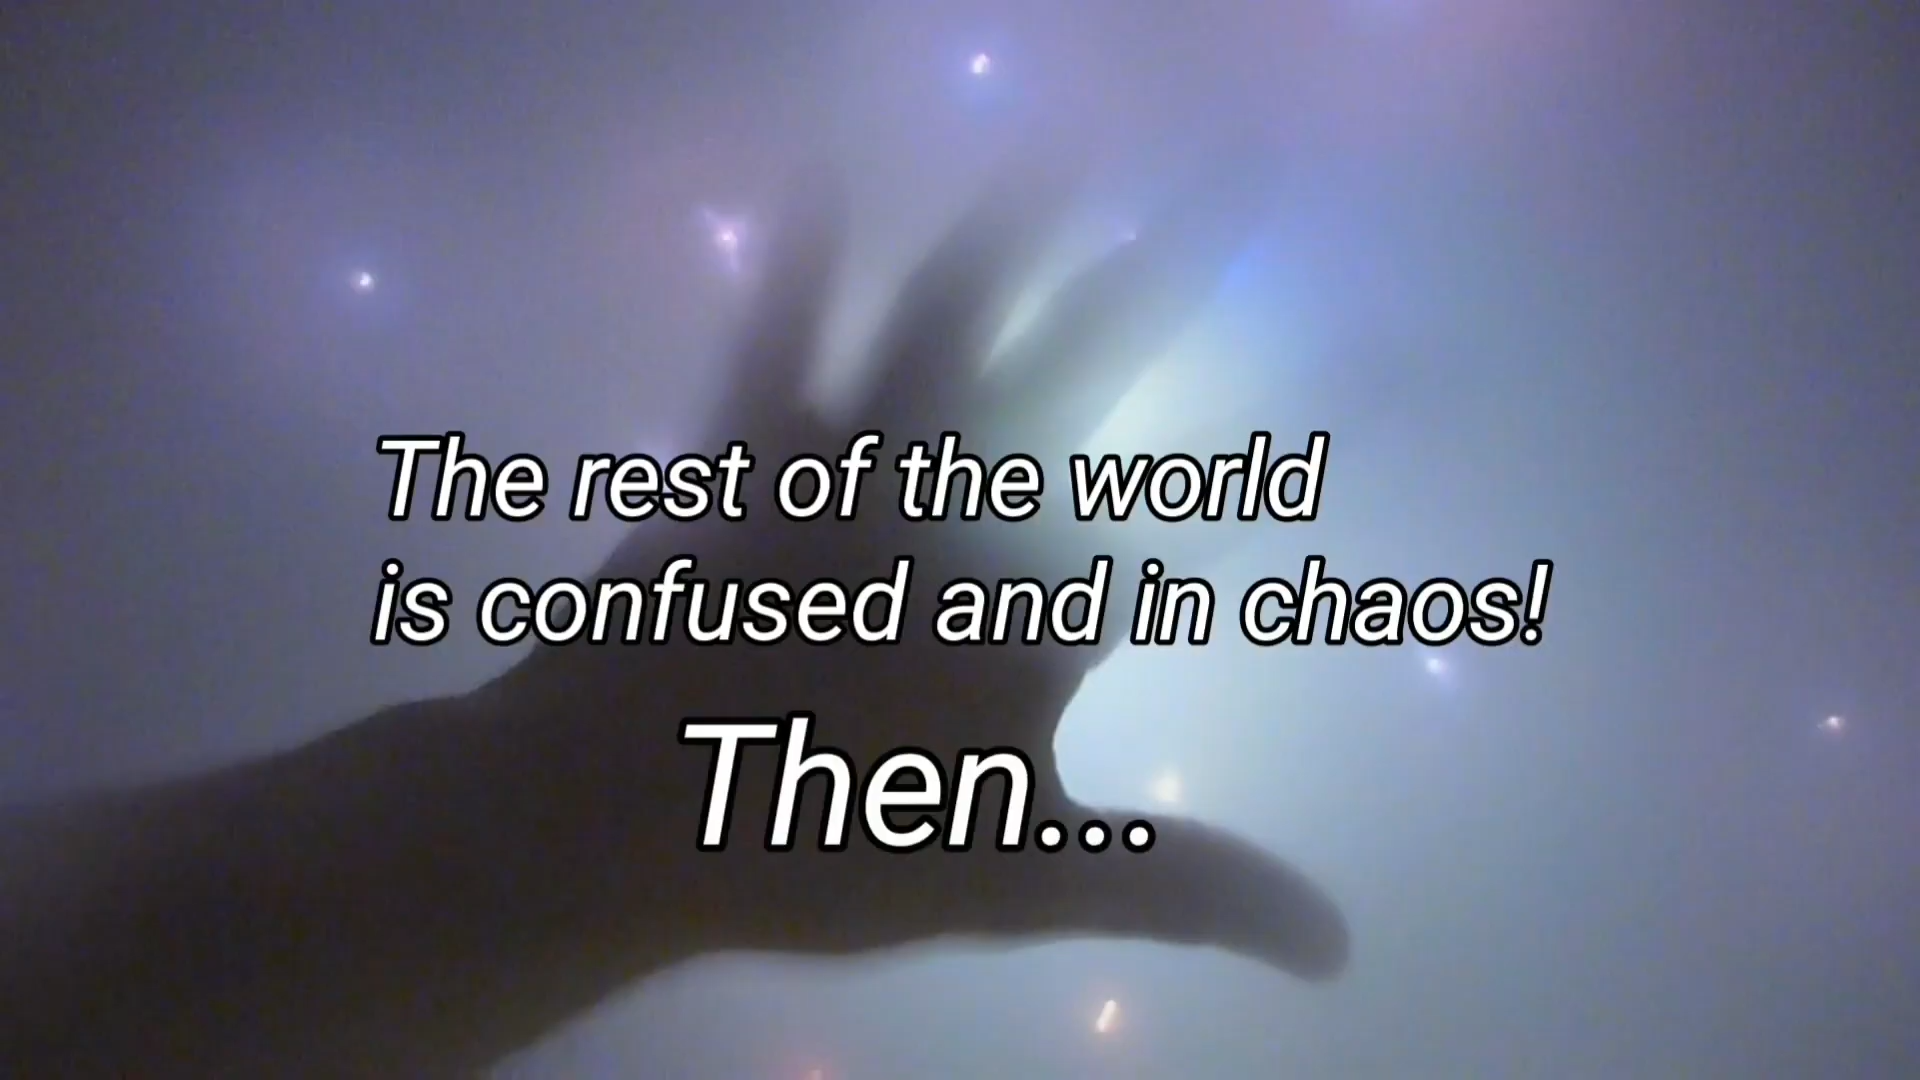 The rest of the world
is confused and in chaos!
Then...